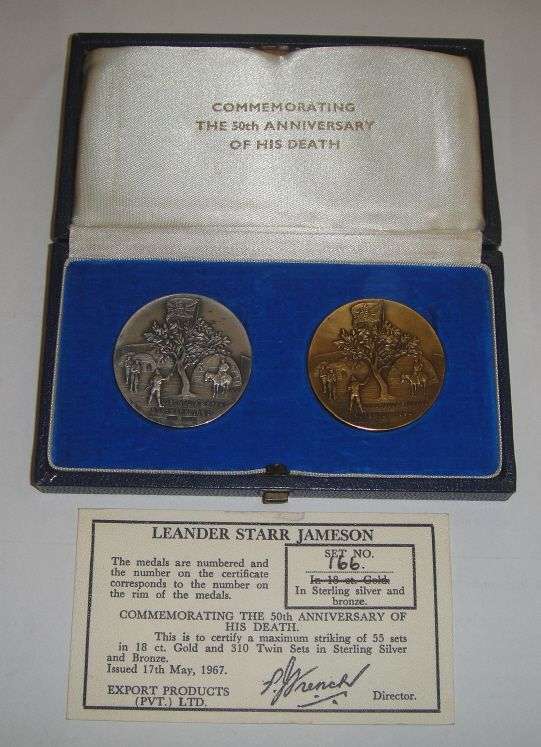 COMMEMORATING
THE 50th ANNIVERSARY
OF HIS DEATH
LEANDER STARR JAMESON
The medals are numbered and
the number on the certificate
corresponds to the number on
the rim of the medals.
SET NO.
166.
In 18 ct. Gold
In Sterling silver and
bronze.
COMMEMORATING THE 50th ANNIVERSARY OF
HIS DEATH.
This is to certify a maximum striking of 55 sets
in 18 ct. Gold and 310 Twin Sets in Sterling Silver
and Bronze.
Issued 17th May, 1967.
EXPORT PRODUCTS
(PVT.) LTD.
Director.